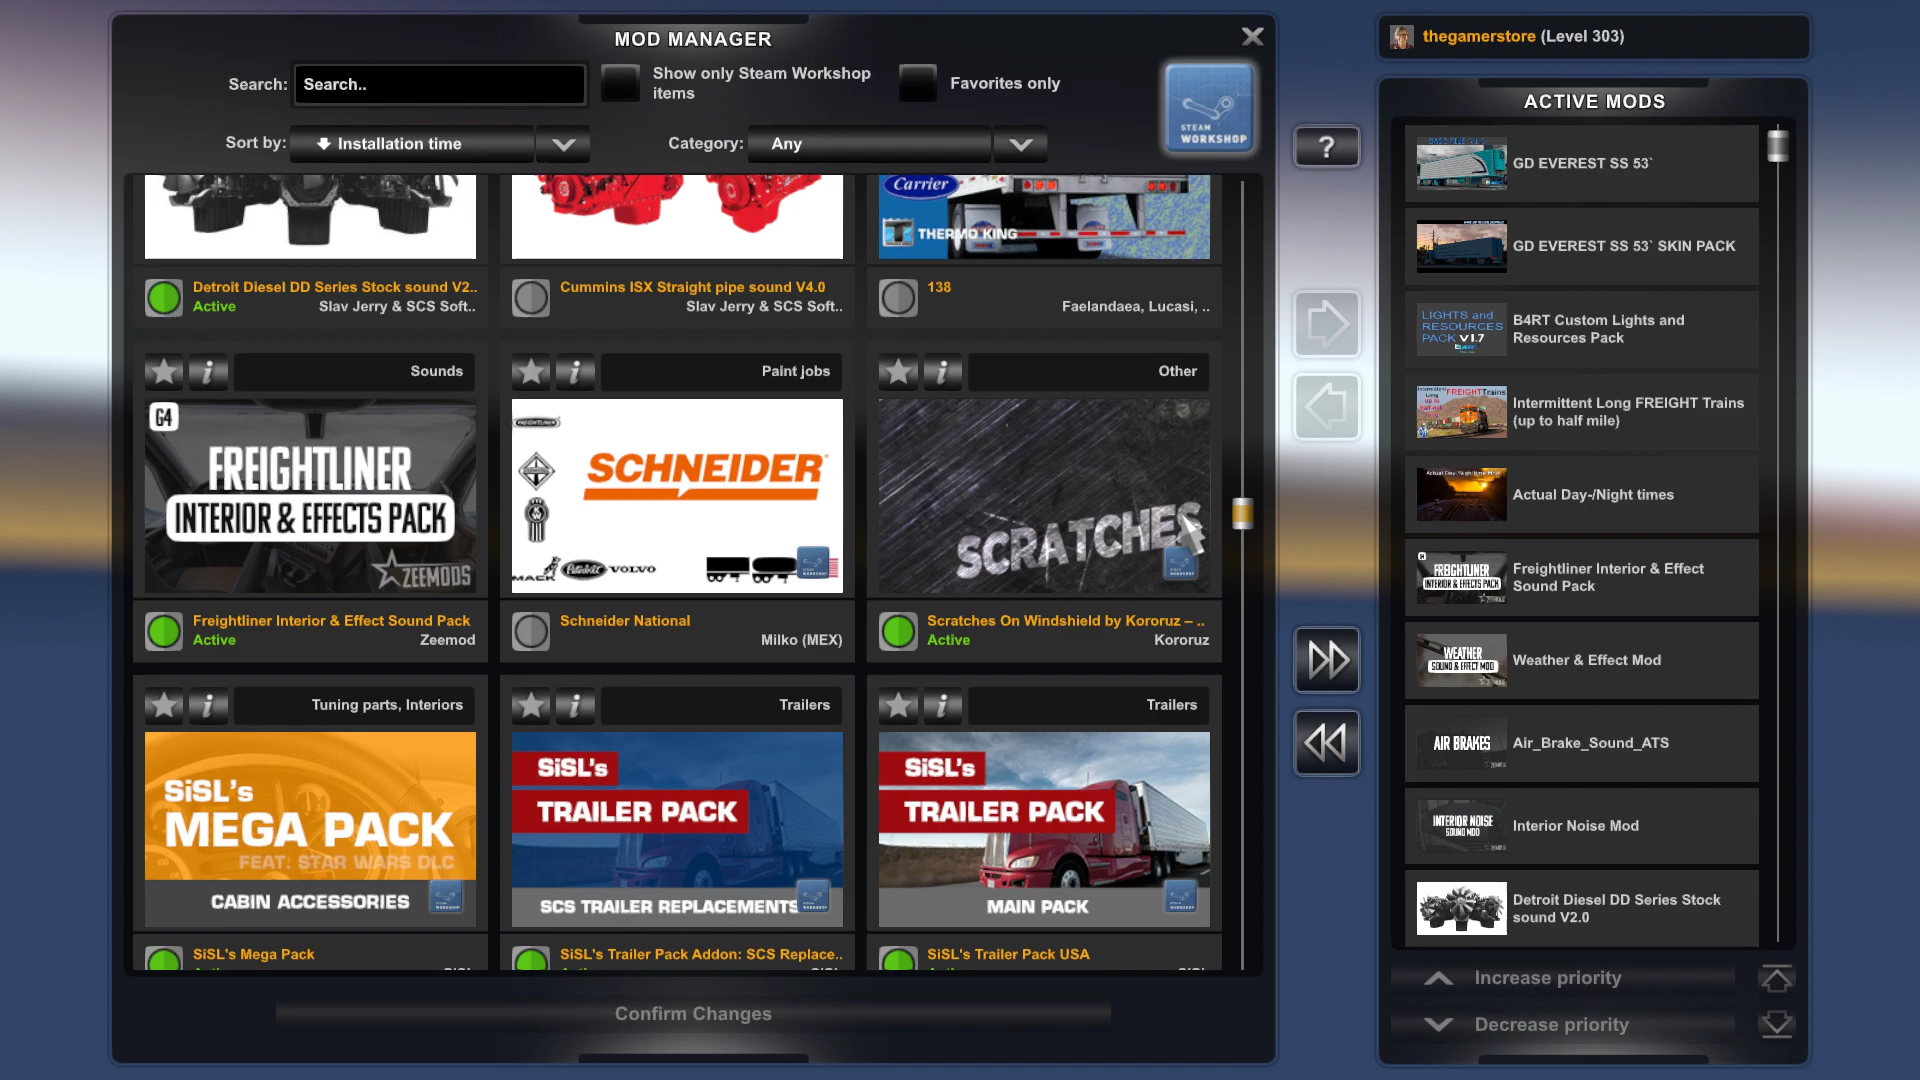 MOD MANAGER
Search:
Search..
Show only Steam Workshop
items
Favorites only
STEAM
WORKSHOP
Sort by:
Installation time
Category:
Any
Carrier
THERMO KING
Detroit Diesel DD Series Stock sound V2..
Active
Slav Jerry & SCS Soft..
Cummins ISX Straight pipe sound V4.0
Slav Jerry & SCS Soft..
138
Faelandaea, Lucasi, ..
Sounds
G4
FREIGHTLINER
INTERIOR & EFFECTS PACK
ZEEMODS
Freightliner Interior & Effect Sound Pack
Active
Zeemod
Paint jobs
FREIGHTLINER
SCHNEIDER
MACK
Peterbilt
VOLVO
Schneider National
Milko (MEX)
Other
SCRATCHES
Scratches On Windshield by Kororuz – ..
Active
Kororuz
Tuning parts, Interiors
SiSL's
MEGA PACK
FEAT. STAR WARS DLC
CABIN ACCESSORIES
SiSL's Mega Pack
Trailers
SiSL's
TRAILER PACK
SCS TRAILER REPLACEMENTS
SiSL's Trailer Pack Addon: SCS Replace..
Trailers
SiSL's
TRAILER PACK
MAIN PACK
SiSL's Trailer Pack USA
Confirm Changes
?
thegamerstore (Level 303)
ACTIVE MODS
GD EVEREST SS 53`
GD EVEREST SS 53` SKIN PACK
LIGHTS and
RESOURCES
PACK V1.7
B4RT Custom Lights and
Resources Pack
FREIGHTTrains
Intermittent Long FREIGHT Trains
(up to half mile)
Actual Day-/Nighttime Mod
Actual Day-/Night times
FREIGHTLINER
INTERIOR & EFFECTS PACK
Freightliner Interior & Effect
Sound Pack
WEATHER
SOUND & EFFECT MOD
Weather & Effect Mod
AIR BRAKES
Air_Brake_Sound_ATS
INTERIOR NOISE
SOUND MOD
Interior Noise Mod
Detroit Diesel DD Series Stock
sound V2.0
Increase priority
Decrease priority